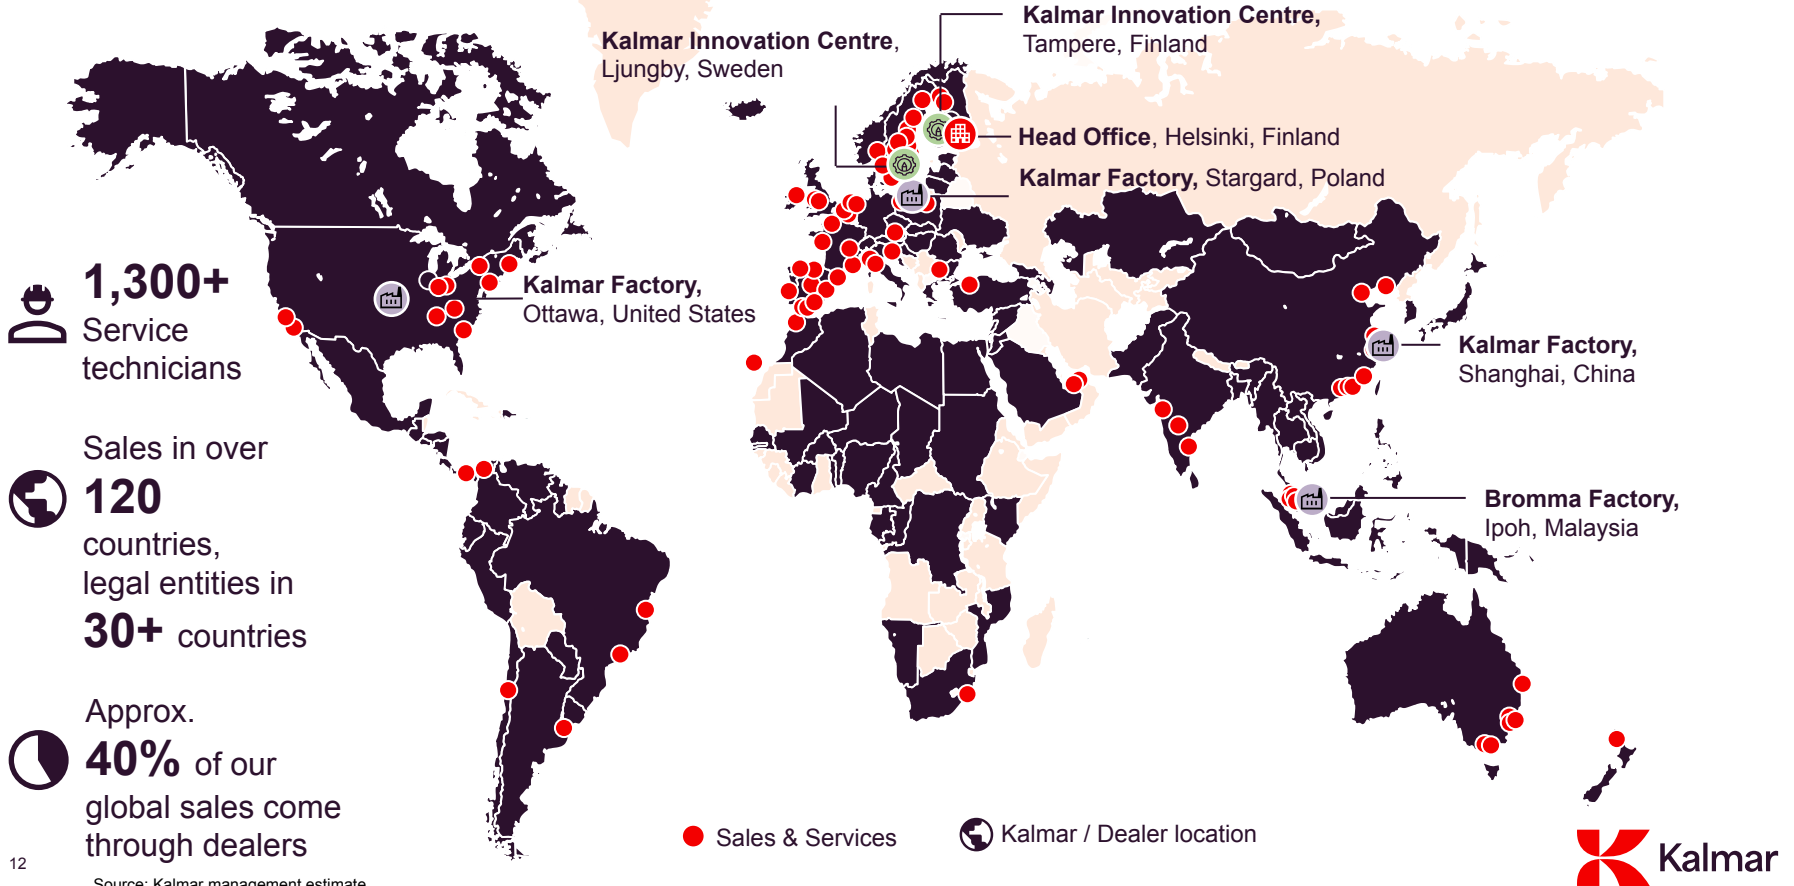 Kalmar Innovation Centre,
Tampere, Finland
Kalmar Innovation Centre,
Ljungby, Sweden
Head Office, Helsinki, Finland
Kalmar Factory, Stargard, Poland
1,300+
Service
technicians
Kalmar Factory,
Ottawa, United States
Kalmar Factory,
Shanghai, China
Sales in over
120
countries,
legal entities in
30+ countries
Bromma Factory,
Ipoh, Malaysia
Approx.
40% of our
global sales come
through dealers
Sales & Services
Kalmar / Dealer location
12
Kalmar
Source: Kalmar management estimate